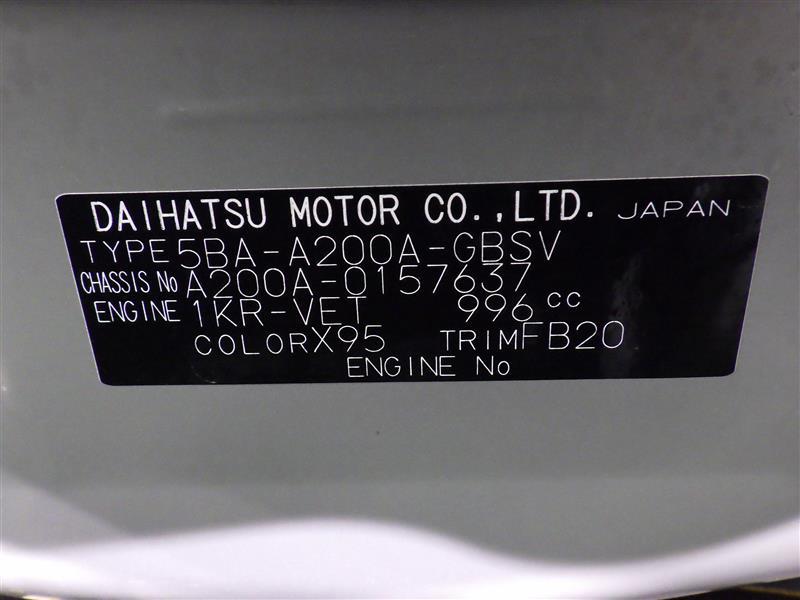 DAIHATSU MOTOR CO.,LTD. JAPAN
TYPE 5BA-A200A-GBSV
CHASSIS No A200A-0157637
ENGINE 1KR-VET 996 CC
COLOR X95 TRIM FB20
ENGINE No